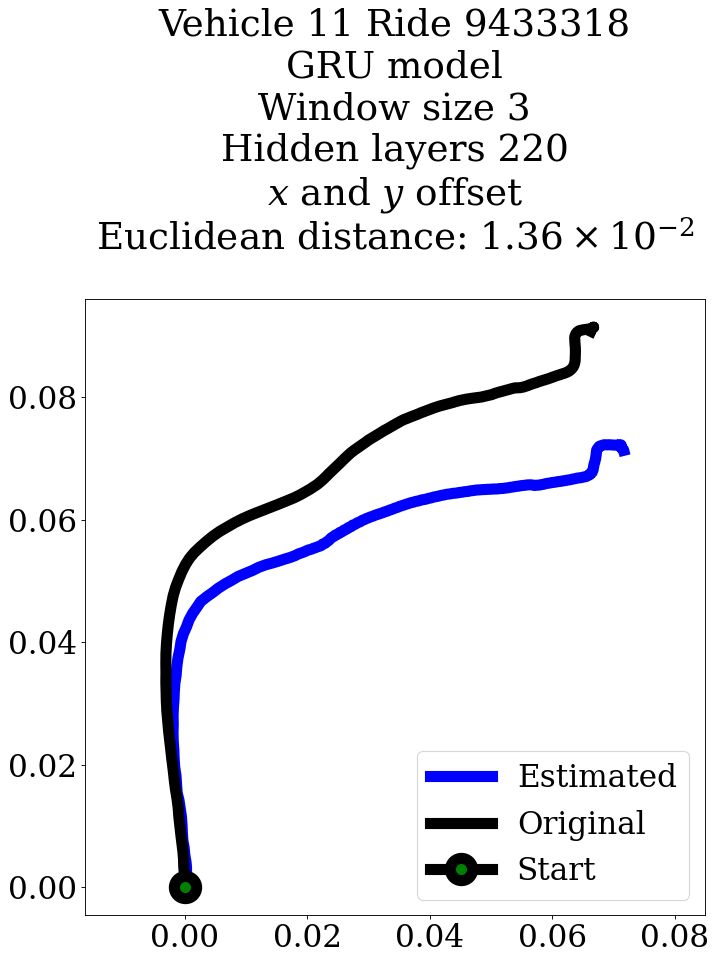 Vehicle 11 Ride 9433318
GRU model
Window size 3
Hidden layers 220
x and y offset
Euclidean distance: 1.36 × 10⁻²
0.08
0.06
0.04
0.02
0.00
Estimated
Original
Start
0.00 0.02 0.04 0.06 0.08